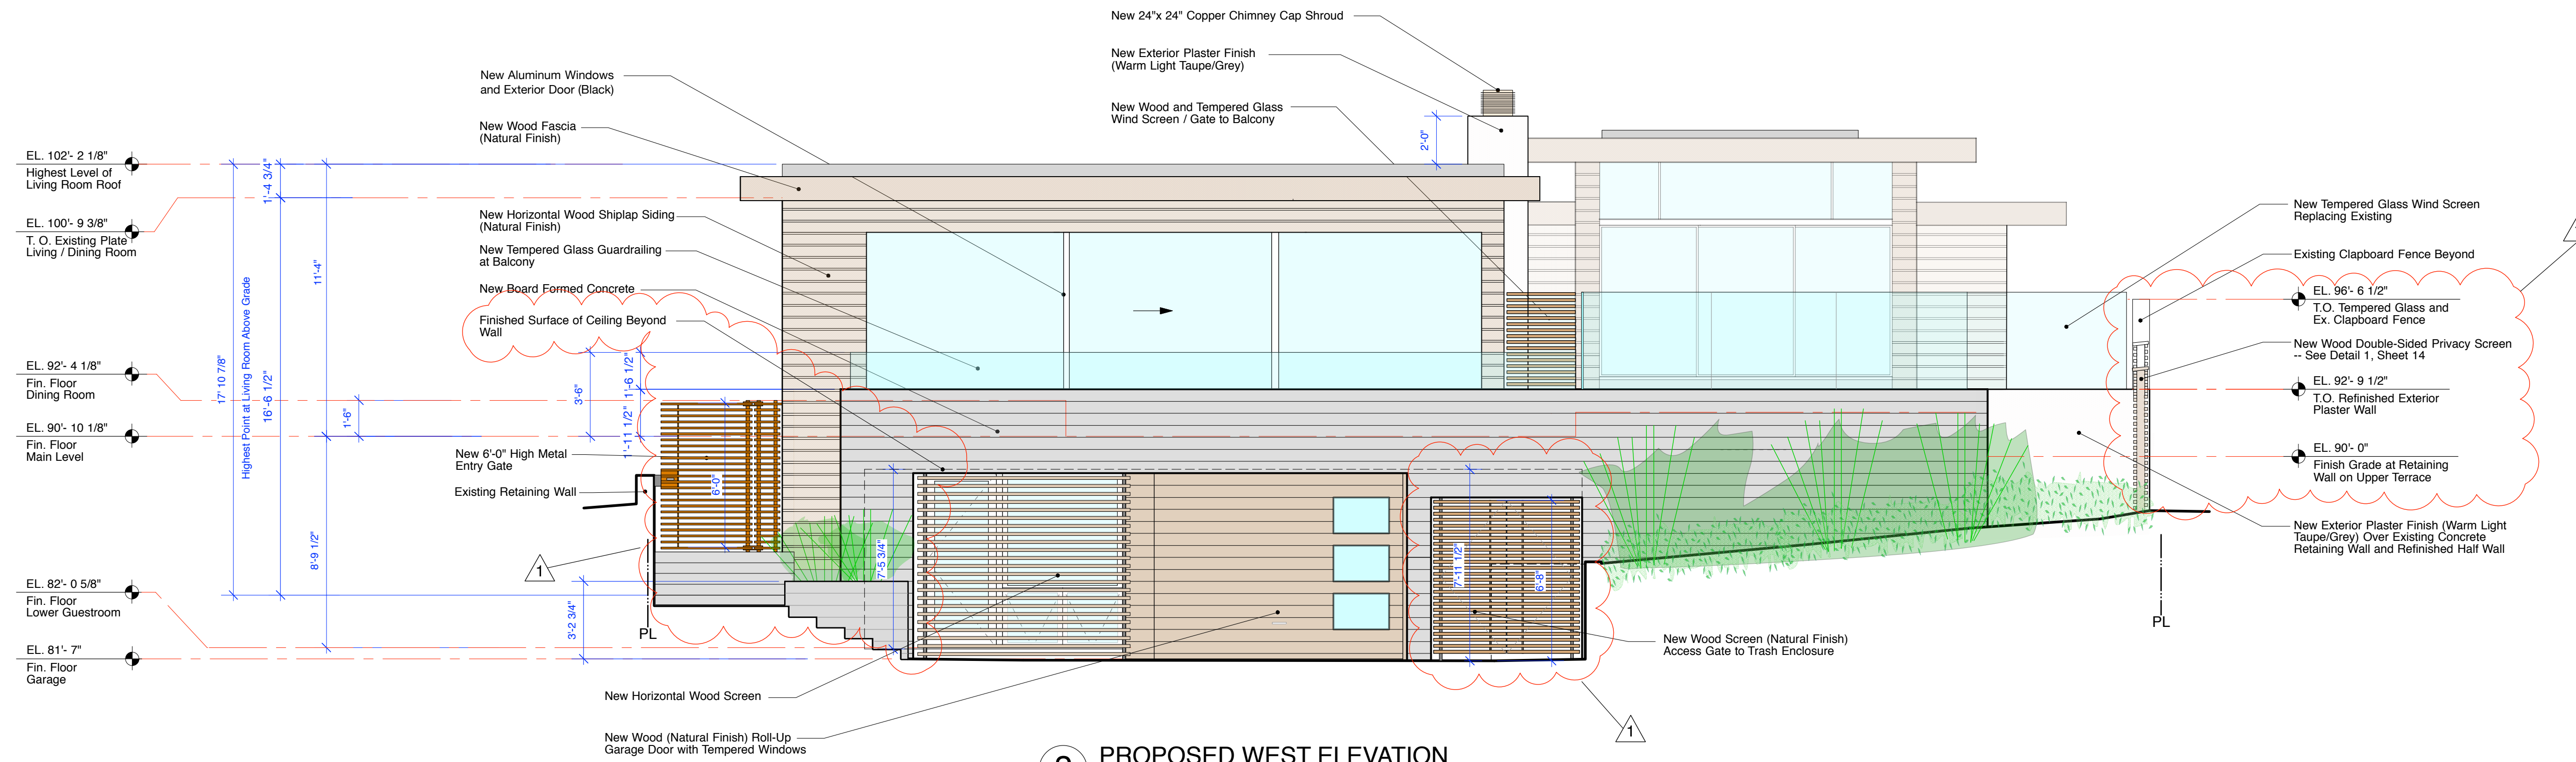 New 24"x 24" Copper Chimney Cap Shroud
New Exterior Plaster Finish
(Warm Light Taupe/Grey)
New Wood and Tempered Glass
Wind Screen / Gate to Balcony
New Aluminum Windows
and Exterior Door (Black)
New Wood Fascia
(Natural Finish)
New Horizontal Wood Shiplap Siding
(Natural Finish)
New Tempered Glass Guardrailing
at Balcony
New Board Formed Concrete
Finished Surface of Ceiling Beyond
Wall
New 6'-0" High Metal
Entry Gate
Existing Retaining Wall
EL. 102'- 2 1/8"
Highest Level of
Living Room Roof
EL. 100'- 9 3/8"
T. O. Existing Plate
Living / Dining Room
EL. 92'- 4 1/8"
Fin. Floor
Dining Room
EL. 90'- 10 1/8"
Fin. Floor
Main Level
EL. 82'- 0 5/8"
Fin. Floor
Lower Guestroom
EL. 81'- 7"
Fin. Floor
Garage
17' 10 7/8"
Highest Point at Living Room Above Grade
1'-4 3/4"
16'-6 1/2"
11'-4"
8'-9 1/2"
1'-6"
3'-6"
1'-6 1/2"
1'-11 1/2"
3'-2 3/4"
6'-0"
7'-5 3/4"
7'-11 1/2"
6'-8"
2'-0"
New Tempered Glass Wind Screen
Replacing Existing
Existing Clapboard Fence Beyond
EL. 96'- 6 1/2"
T.O. Tempered Glass and
Ex. Clapboard Fence
New Wood Double-Sided Privacy Screen
-- See Detail 1, Sheet 14
EL. 92'- 9 1/2"
T.O. Refinished Exterior
Plaster Wall
EL. 90'- 0"
Finish Grade at Retaining
Wall on Upper Terrace
New Exterior Plaster Finish (Warm Light
Taupe/Grey) Over Existing Concrete
Retaining Wall and Refinished Half Wall
1
PL
PL
New Wood Screen (Natural Finish)
Access Gate to Trash Enclosure
New Horizontal Wood Screen
1
New Wood (Natural Finish) Roll-Up
Garage Door with Tempered Windows
PROPOSED WEST ELEVATION